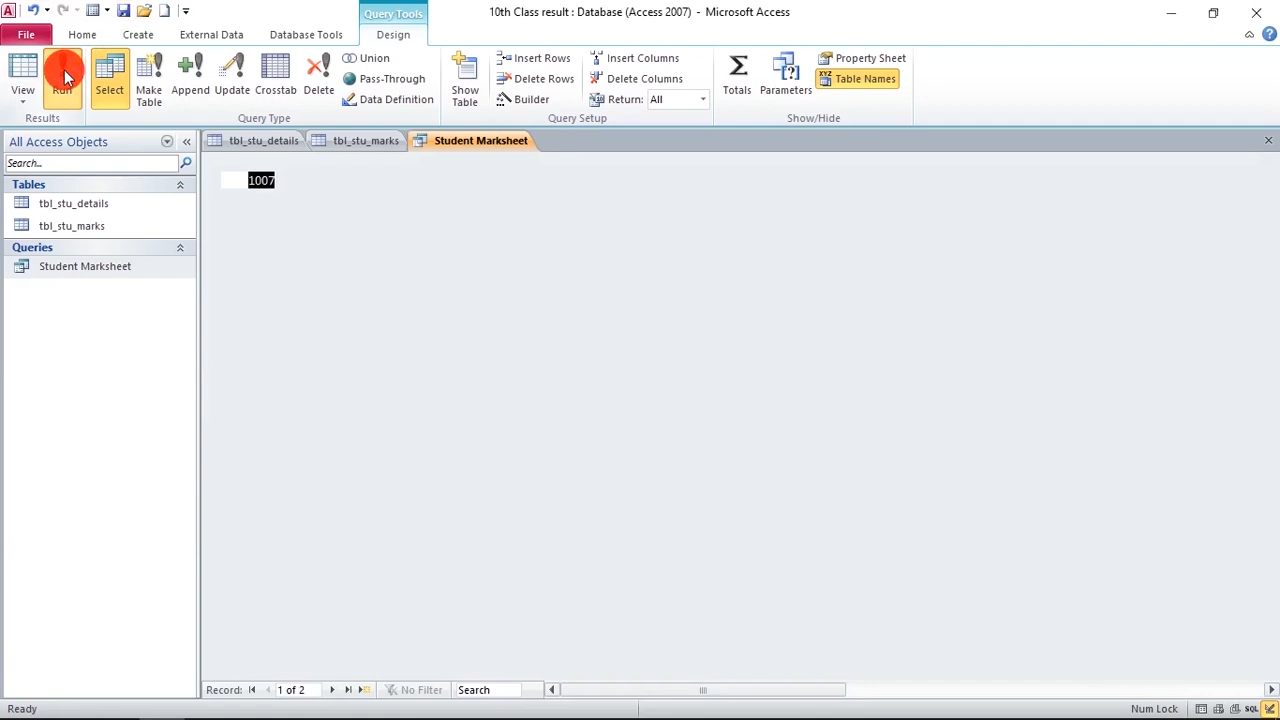 Query Tools
10th Class result : Database (Access 2007) - Microsoft Access
File Home Create External Data Database Tools Design
View
Run
Select
Make Table
Append
Update
Crosstab
Delete
Union
Pass-Through
Data Definition
Show Table
Insert Rows
Delete Rows
Builder
Insert Columns
Delete Columns
Return: All
Totals
Parameters
Property Sheet
Table Names
Results
Query Type
Query Setup
Show/Hide
All Access Objects
tbl_stu_details tbl_stu_marks Student Marksheet
Search...
Tables
tbl_stu_details
tbl_stu_marks
Queries
Student Marksheet
1007
Record: 1 of 2 No Filter Search
Ready
Num Lock
SQL